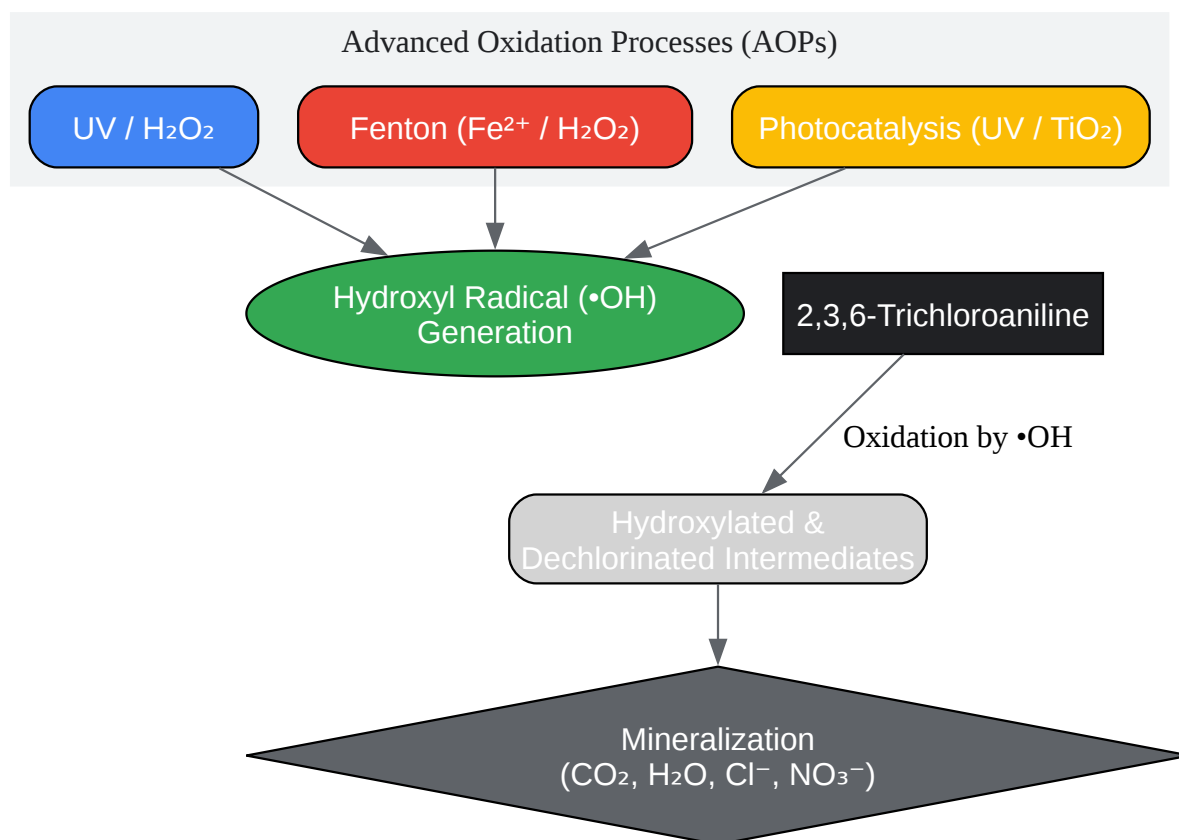 Advanced Oxidation Processes (AOPs)
UV / H₂O₂
Fenton (Fe²⁺ / H₂O₂)
Photocatalysis (UV / TiO₂)
Hydroxyl Radical (•OH)
Generation
2,3,6-Trichloroaniline
Oxidation by •OH
Hydroxylated &
Dechlorinated Intermediates
Mineralization
(CO₂, H₂O, Cl⁻, NO₃⁻)